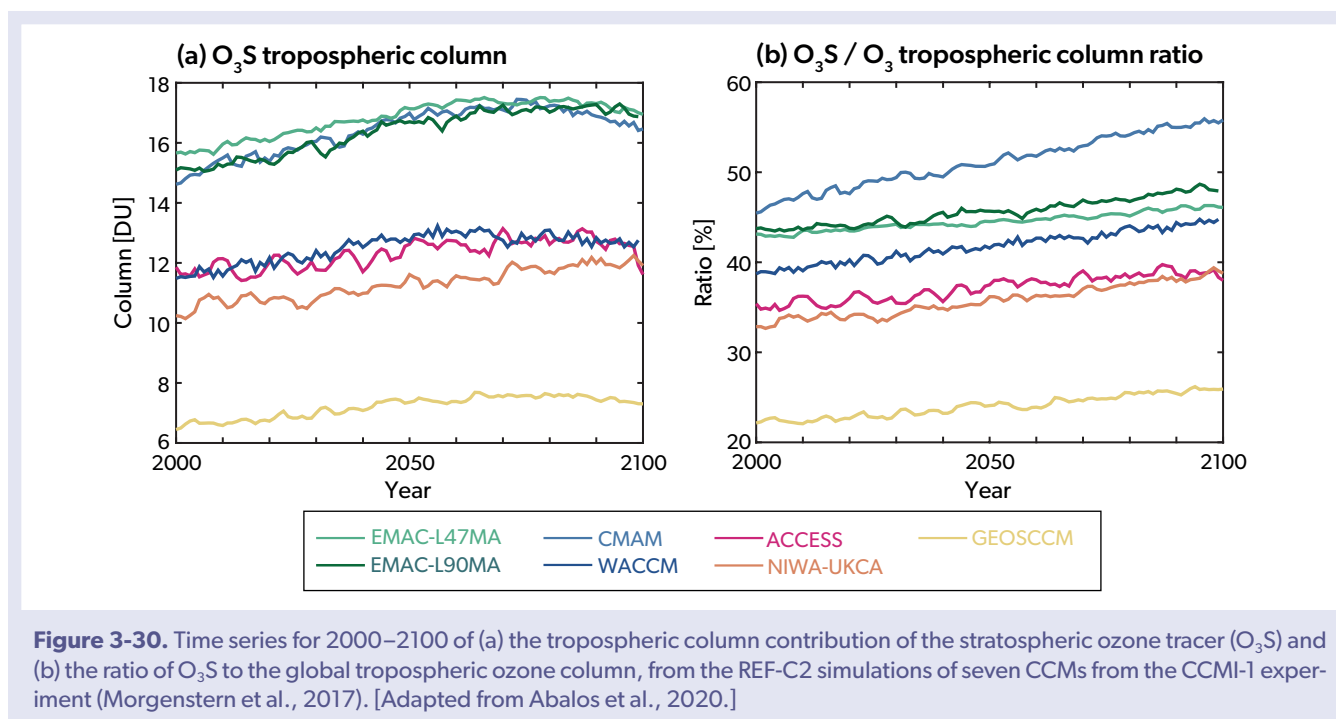 (a) O₃S tropospheric column
(b) O₃S / O₃ tropospheric column ratio
18
16
14
12
10
8
6
Column [DU]
2000
2050
2100
Year
60
50
40
30
20
Ratio [%]
2000
2050
2100
Year
EMAC-L47MA
CMAM
ACCESS
GEOSCCM
EMAC-L90MA
WACCM
NIWA-UKCA
Figure 3-30. Time series for 2000–2100 of (a) the tropospheric column contribution of the stratospheric ozone tracer (O₃S) and
(b) the ratio of O₃S to the global tropospheric ozone column, from the REF-C2 simulations of seven CCMs from the CCMI-1 exper-
iment (Morgenstern et al., 2017). [Adapted from Abalos et al., 2020.]